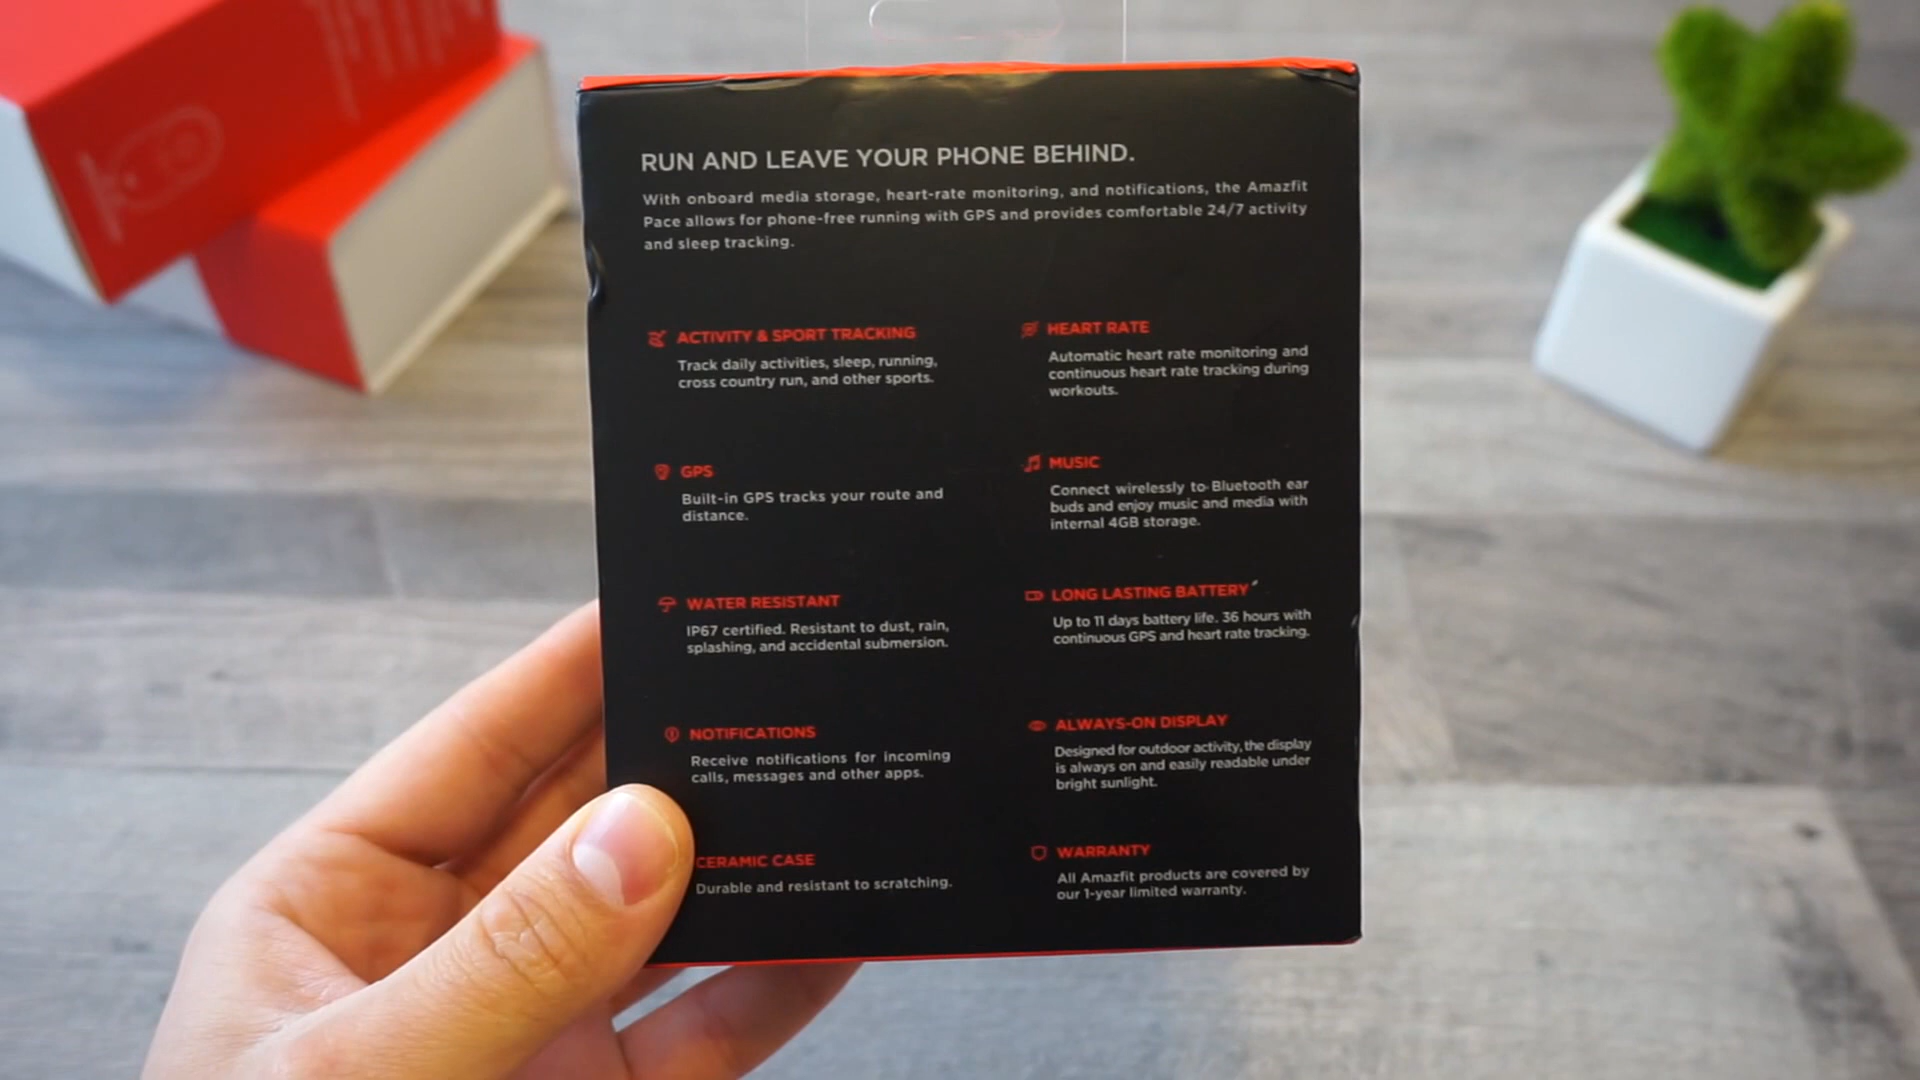 RUN AND LEAVE YOUR PHONE BEHIND.
With onboard media storage, heart-rate monitoring, and notifications, the Amazfit
Pace allows for phone-free running with GPS and provides comfortable 24/7 activity
and sleep tracking.
ACTIVITY & SPORT TRACKING
Track daily activities, sleep, running,
cross country run, and other sports.
HEART RATE
Automatic heart rate monitoring and
continuous heart rate tracking during
workouts.
GPS
Built-in GPS tracks your route and
distance.
MUSIC
Connect wirelessly to Bluetooth ear
buds and enjoy music and media with
internal 4GB storage.
WATER RESISTANT
IP67 certified. Resistant to dust, rain,
splashing, and accidental submersion.
LONG LASTING BATTERY
Up to 11 days battery life. 36 hours with
continuous GPS and heart rate tracking.
NOTIFICATIONS
Receive notifications for incoming
calls, messages and other apps.
ALWAYS-ON DISPLAY
Designed for outdoor activity, the display
is always on and easily readable under
bright sunlight.
CERAMIC CASE
Durable and resistant to scratching.
WARRANTY
All Amazfit products are covered by
our 1-year limited warranty.